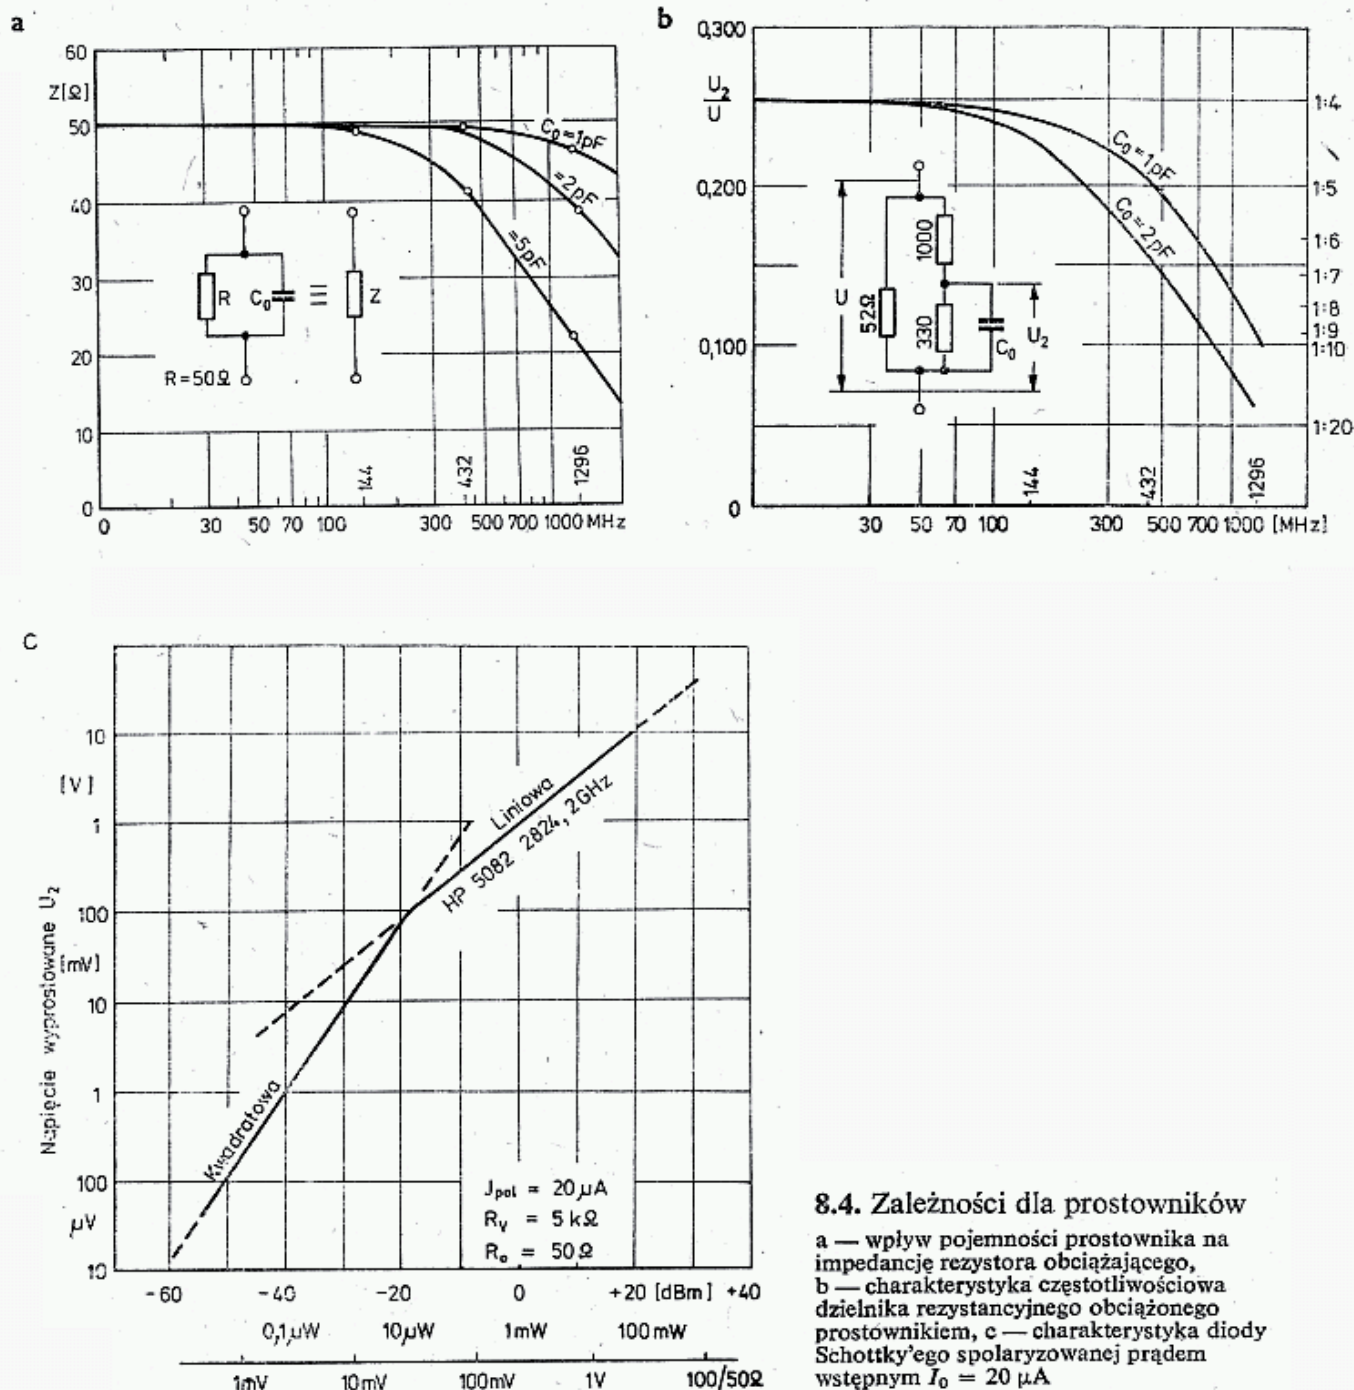 a
60
Z[Ω]
50
40
30
20
10
0
C₀=1pF
=2pF
=5pF
R
C₀
Z
R=50Ω
144
432
1296
0 30 50 70 100 300 500 700 1000 MHz
b
0,300
U₂/U
0,200
0,100
0
1:4
1:5
1:6
1:7
1:8
1:9
1:10
1:20
C₀=1pF
C₀=2pF
U
52Ω
1000
330
C₀
U₂
144
432
1296
30 50 70 100 300 500 700 1000 [MHz]
c
Napięcie wyprostowane U₂
10
[V]
1
100
[mV]
10
1
100
μV
10
Liniowa
HP 5082 2824, 2GHz
Kwadratowa
Jpol = 20μA
Rv = 5kΩ
Ro = 50Ω
-60 -40 -20 0 +20 [dBm] +40
0,1μW 10μW 1mW 100mW
1mV 10mV 100mV 1V 100/50Ω
8.4. Zależności dla prostowników
a — wpływ pojemności prostownika na
impedancję rezystora obciążającego,
b — charakterystyka częstotliwościowa
dzielnika rezystancyjnego obciążonego
prostownikiem, c — charakterystyka diody
Schottky'ego spolaryzowanej prądem
wstępnym I₀ = 20 μA